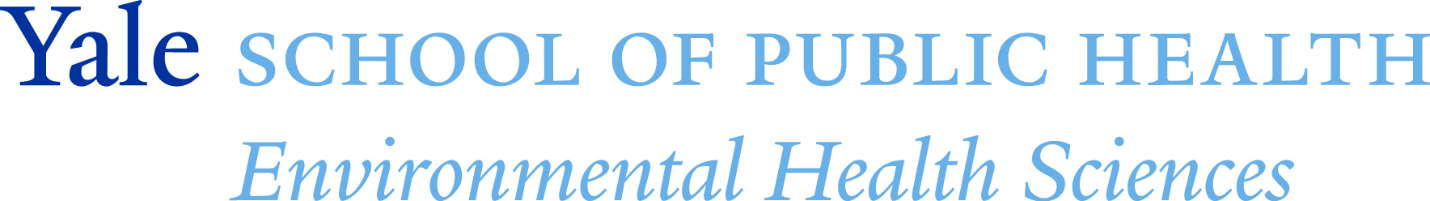 Yale SCHOOL OF PUBLIC HEALTH
Environmental Health Sciences